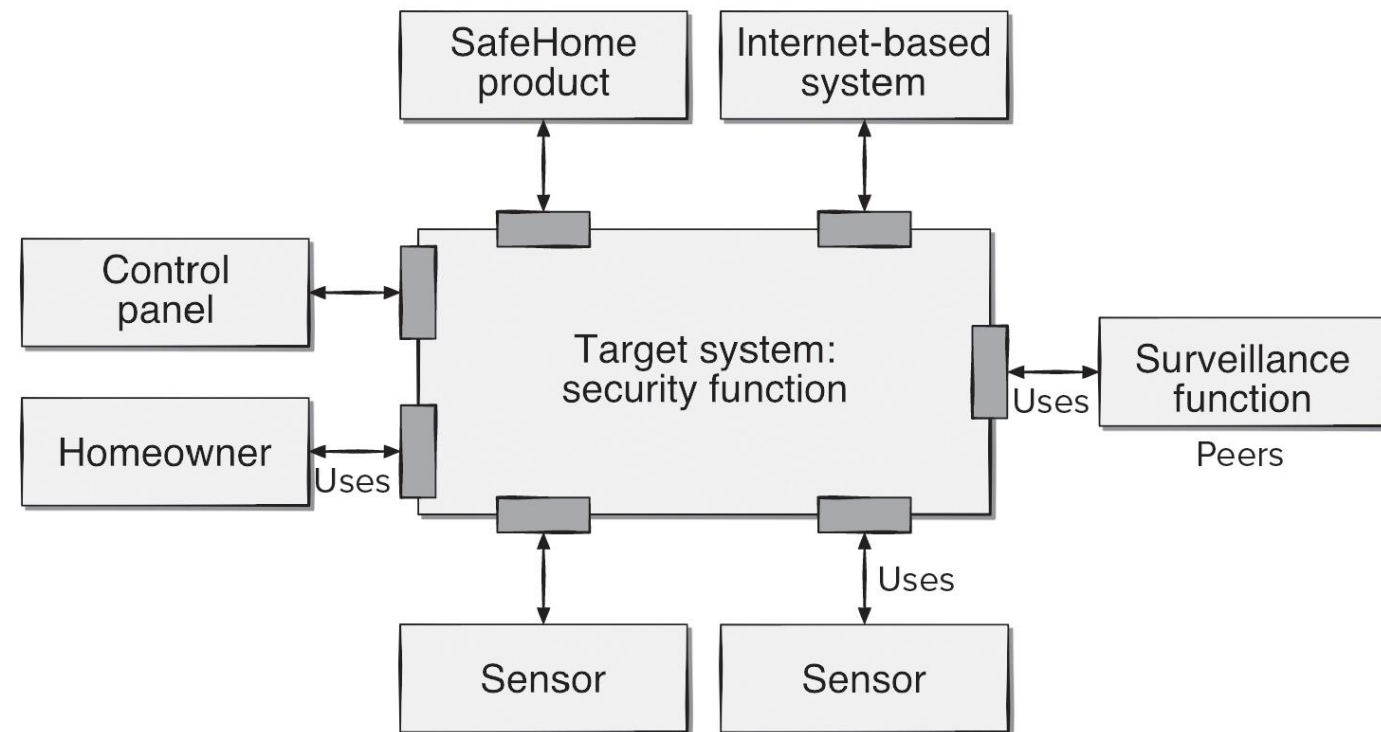 SafeHome
product
Internet-based
system
Control
panel
Target system:
security function
Surveillance
function
Uses
Peers
Homeowner
Uses
Uses
Sensor
Sensor